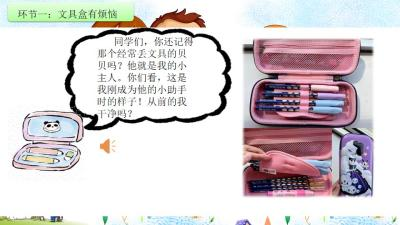 环节一：文具盒有烦恼
同学们，你还记得
那个经常丢文具的贝
贝吗？他就是我的小
主人。你们看，这是
我刚成为他的小助手
时的样子！从前的我
干净吗？